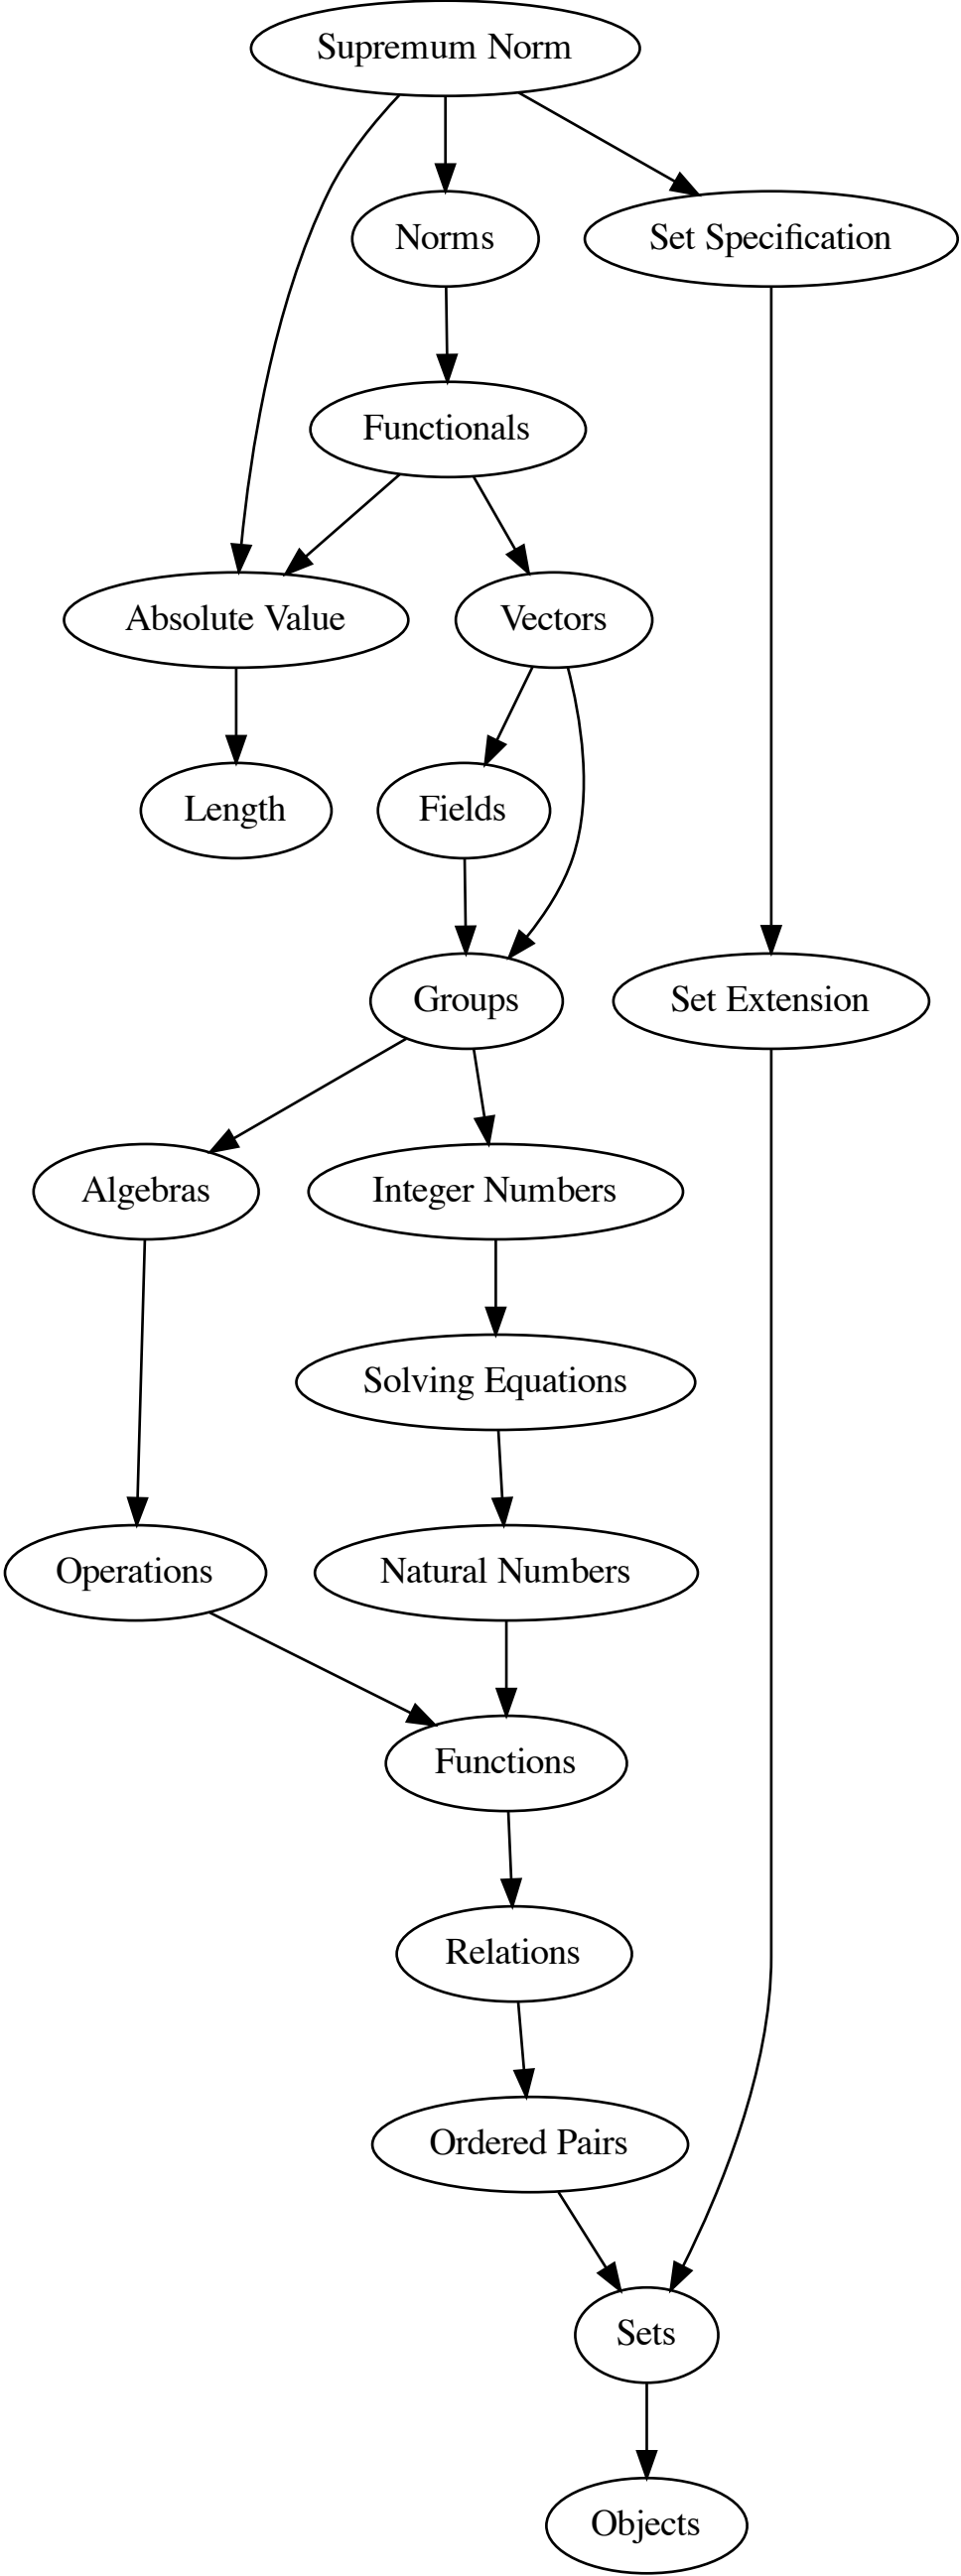 Supremum Norm
Norms
Set Specification
Functionals
Absolute Value
Vectors
Length
Fields
Groups
Set Extension
Algebras
Integer Numbers
Solving Equations
Operations
Natural Numbers
Functions
Relations
Ordered Pairs
Sets
Objects